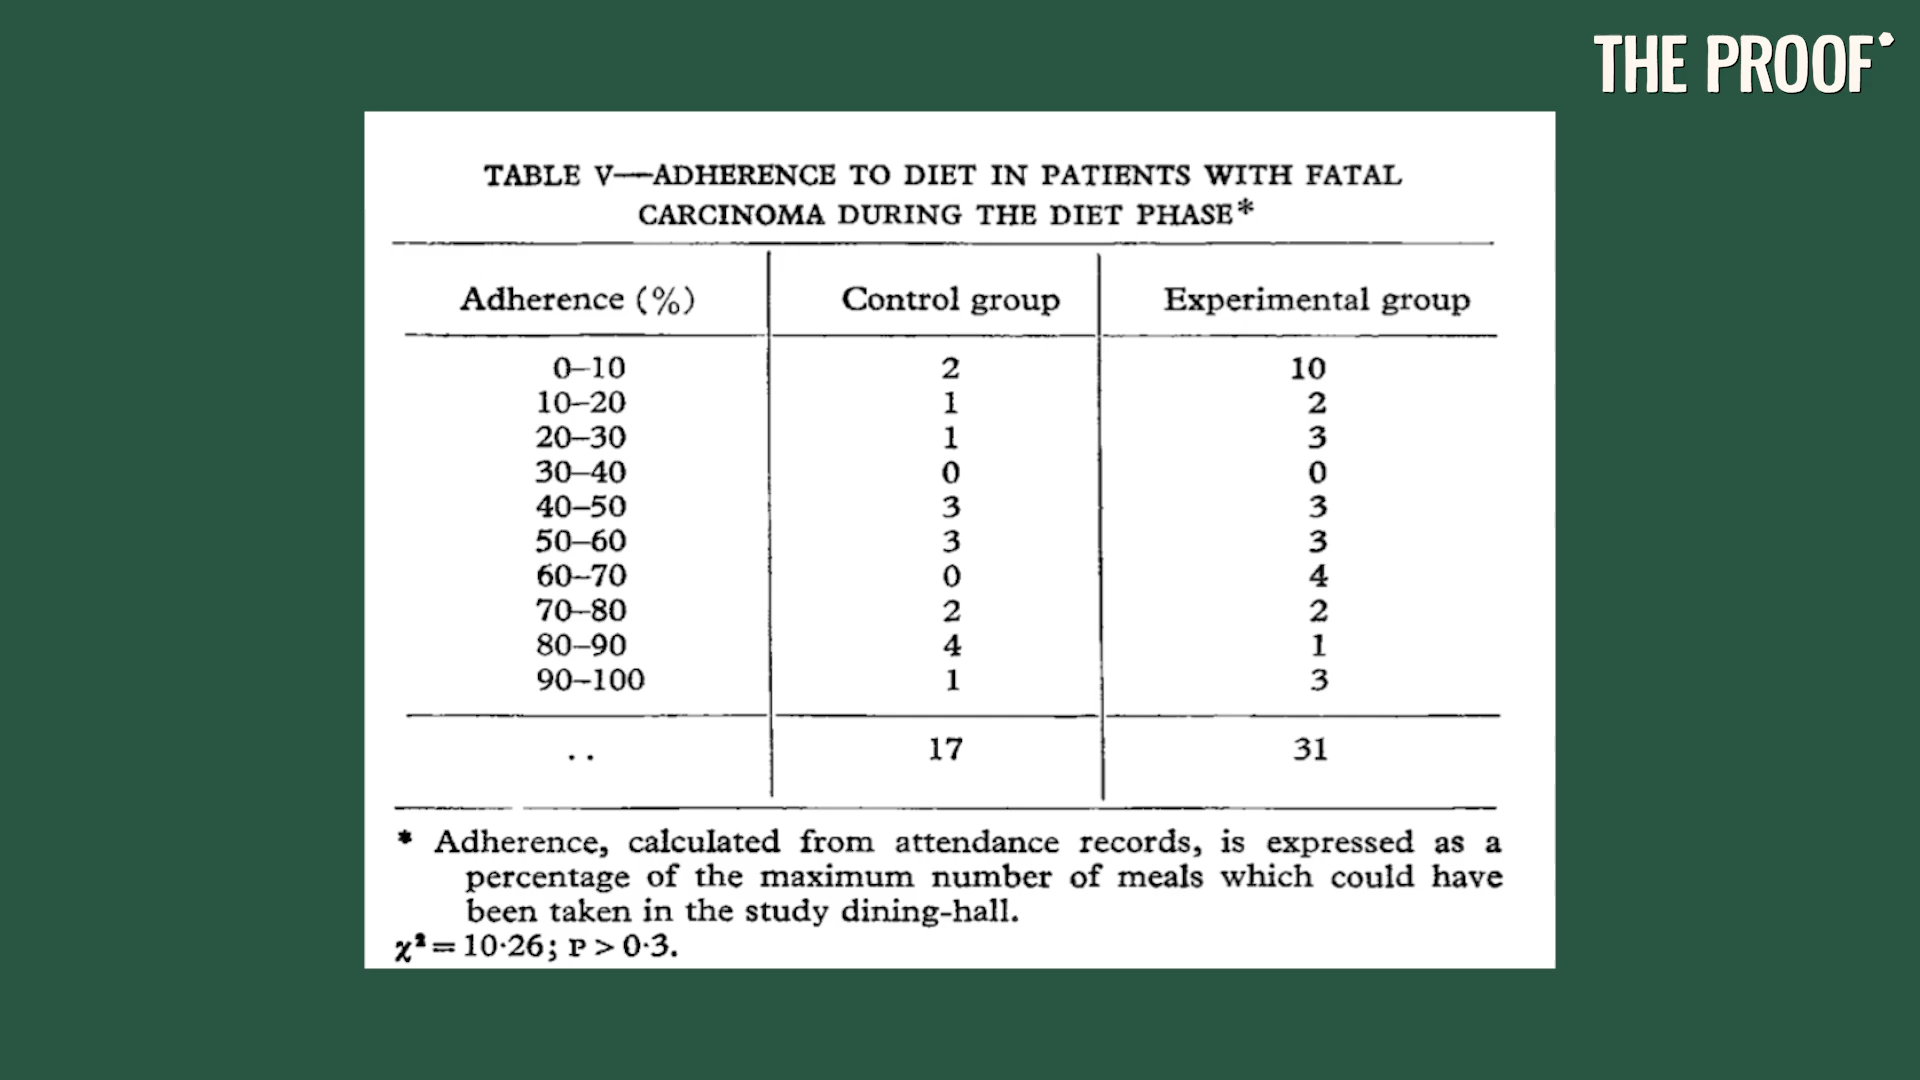 THE PROOF
TABLE V—ADHERENCE TO DIET IN PATIENTS WITH FATAL
CARCINOMA DURING THE DIET PHASE*
Adherence (%) Control group Experimental group
0–10 2 10
10–20 1 2
20–30 1 3
30–40 0 0
40–50 3 3
50–60 3 3
60–70 0 4
70–80 2 2
80–90 4 1
90–100 1 3
.. 17 31
* Adherence, calculated from attendance records, is expressed as a
percentage of the maximum number of meals which could have
been taken in the study dining-hall.
χ²=10·26; P>0·3.